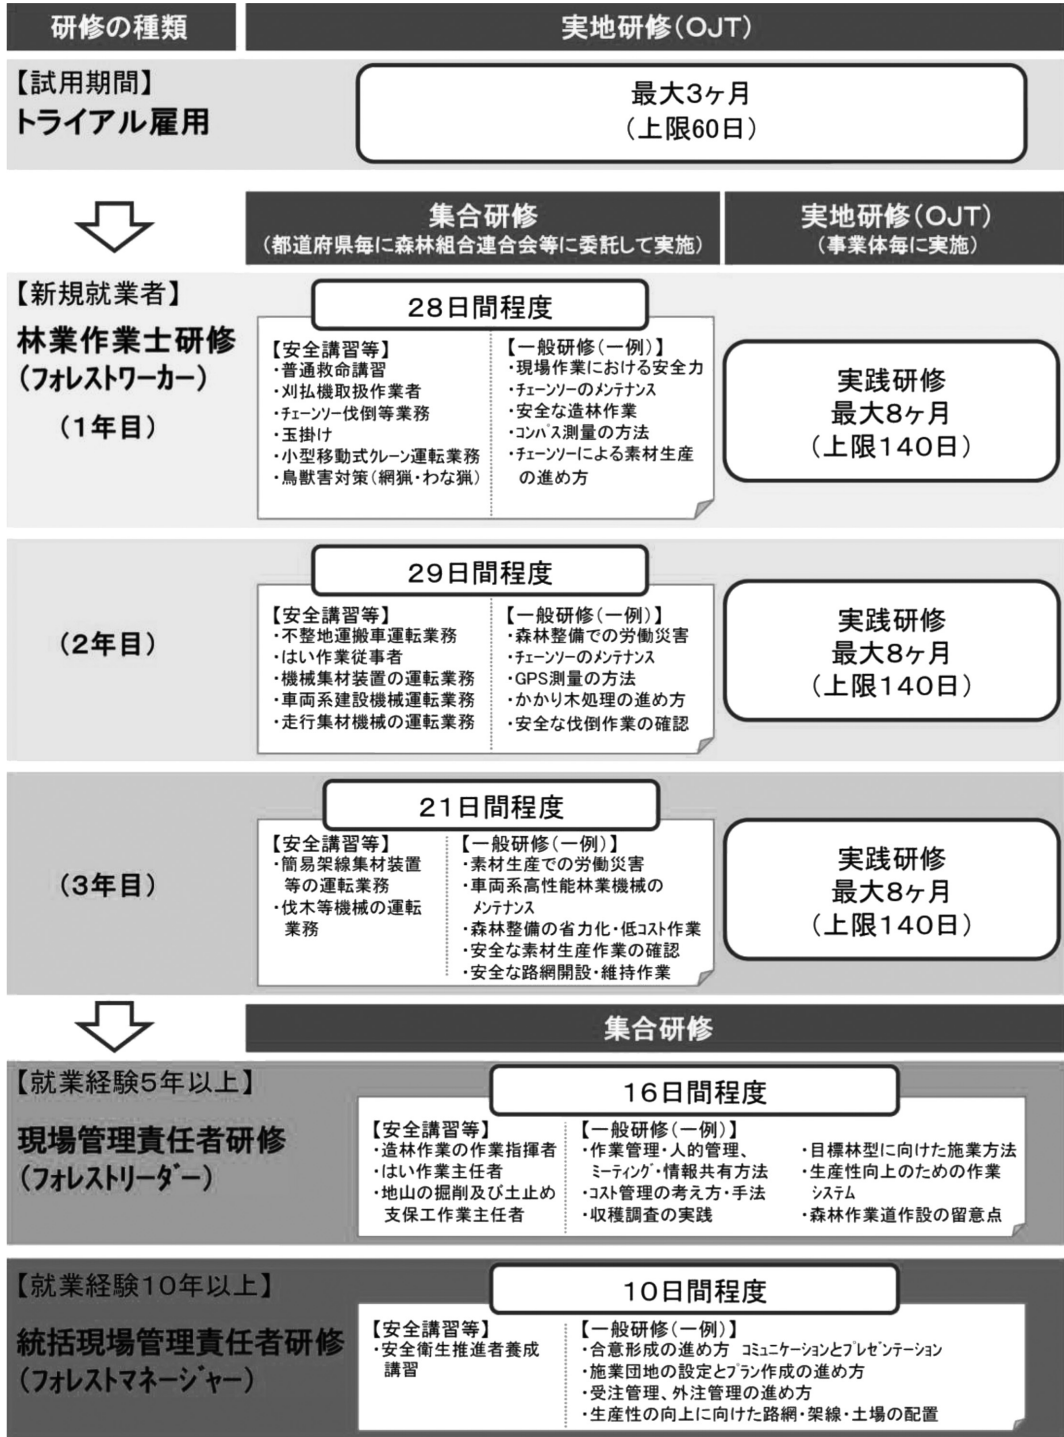 研修の種類
実地研修(OJT)
【試用期間】
トライアル雇用
最大3ヶ月
(上限60日)
集合研修
(都道府県毎に森林組合連合会等に委託して実施)
実地研修(OJT)
(事業体毎に実施)
【新規就業者】
林業作業士研修
(フォレストワーカー)
(1年目)
28日間程度
【安全講習等】
・普通救命講習
・刈払機取扱作業者
・チェーンソー伐倒等業務
・玉掛け
・小型移動式クレーン運転業務
・鳥獣害対策(網猟・わな猟)
【一般研修(一例)】
・現場作業における安全力
・チェーンソーのメンテナンス
・安全な造林作業
・コンパス測量の方法
・チェーンソーによる素材生産
の進め方
実践研修
最大8ヶ月
(上限140日)
(2年目)
29日間程度
【安全講習等】
・不整地運搬車運転業務
・はい作業従事者
・機械集材装置の運転業務
・車両系建設機械運転業務
・走行集材機械の運転業務
【一般研修(一例)】
・森林整備での労働災害
・チェーンソーのメンテナンス
・GPS測量の方法
・かかり木処理の進め方
・安全な伐倒作業の確認
実践研修
最大8ヶ月
(上限140日)
(3年目)
21日間程度
【安全講習等】
・簡易架線集材装置
等の運転業務
・伐木等機械の運転
業務
【一般研修(一例)】
・素材生産での労働災害
・車両系高性能林業機械の
メンテナンス
・森林整備の省力化・低コスト作業
・安全な素材生産作業の確認
・安全な路網開設・維持作業
実践研修
最大8ヶ月
(上限140日)
集合研修
【就業経験5年以上】
現場管理責任者研修
(フォレストリーダー)
16日間程度
【安全講習等】
・造林作業の作業指揮者
・はい作業主任者
・地山の掘削及び土止め
支保工作業主任者
【一般研修(一例)】
・作業管理・人的管理、
ミーティング・情報共有方法
・コスト管理の考え方・手法
・収穫調査の実践
・目標林型に向けた施業方法
・生産性向上のための作業
システム
・森林作業道作設の留意点
【就業経験10年以上】
統括現場管理責任者研修
(フォレストマネージャー)
10日間程度
【安全講習等】
・安全衛生推進者養成
講習
【一般研修(一例)】
・合意形成の進め方 コミュニケーションとプレゼンテーション
・施業団地の設定とプラン作成の進め方
・受注管理、外注管理の進め方
・生産性の向上に向けた路網・架線・土場の配置